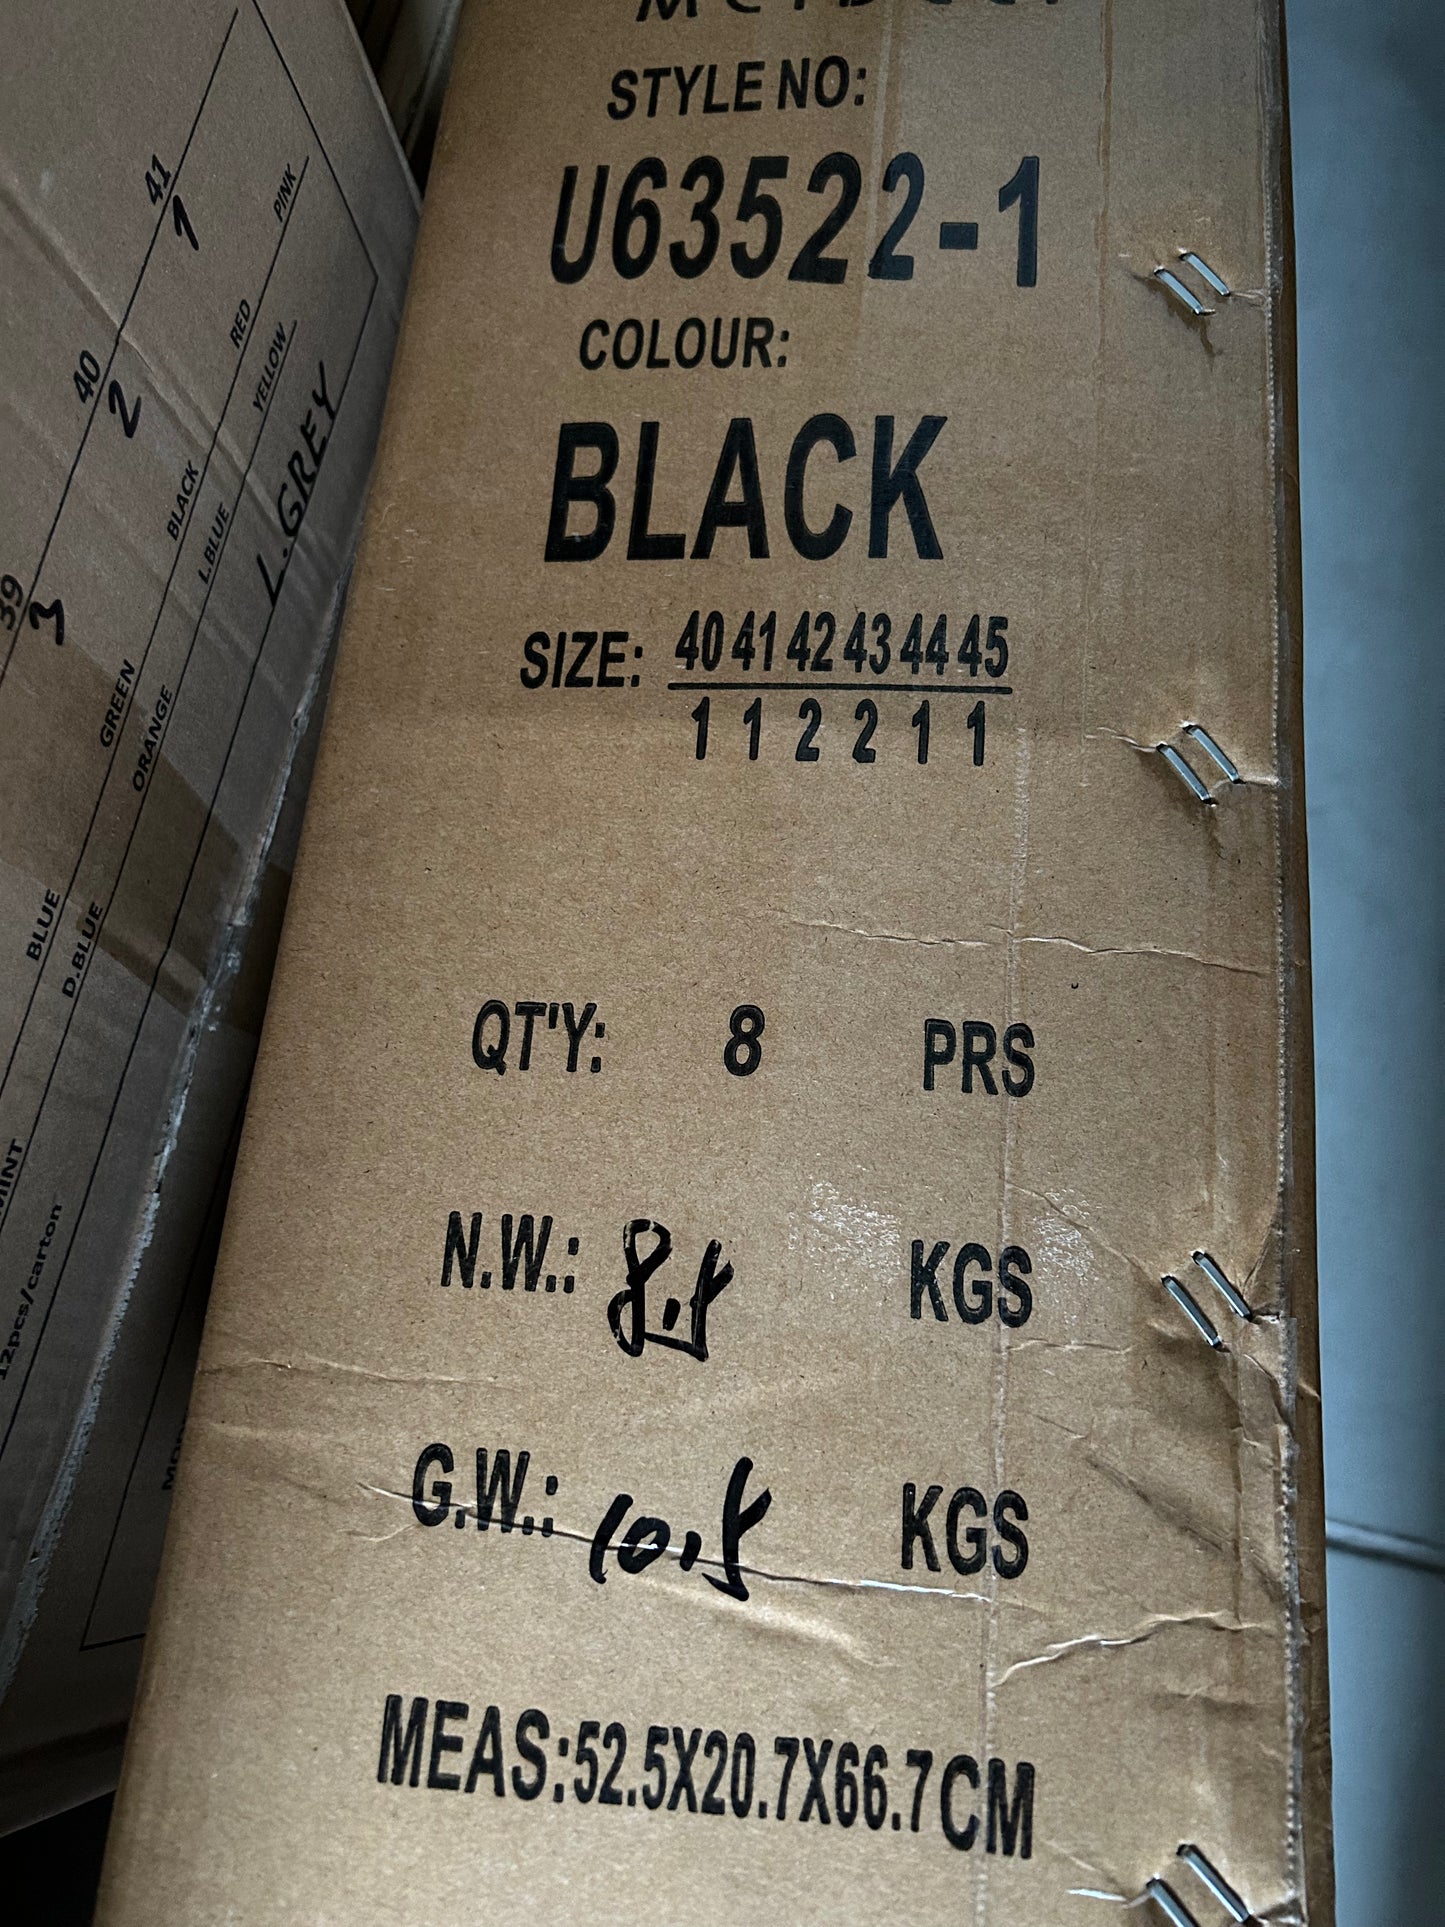 STYLE NO:
U63522-1
COLOUR:
BLACK
SIZE: 40 41 42 43 44 45
1 1 2 2 1 1
QT'Y: 8 PRS
N.W.: 8.5 KGS
G.W.: 10.5 KGS
MEAS:52.5X20.7X66.7CM
39 40 41
3 2 1
BLUE GREEN BLACK RED PINK
D.BLUE ORANGE L.BLUE YELLOW
L.GREY
12pcs/carton